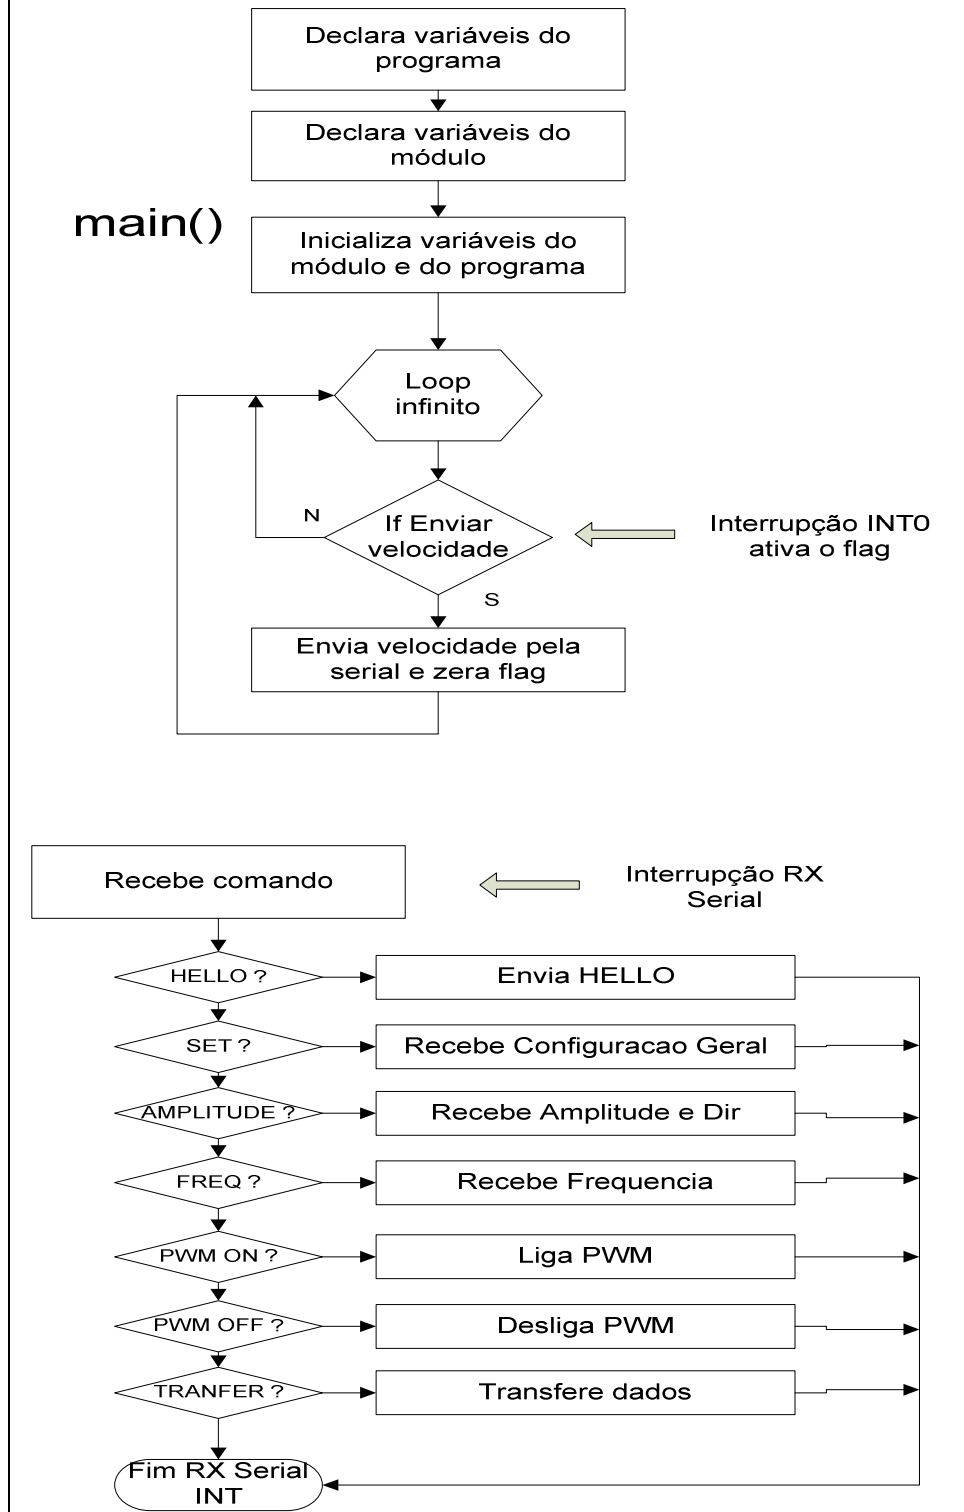 Declara variáveis do
programa
Declara variáveis do
módulo
main()
Inicializa variáveis do
módulo e do programa
Loop
infinito
N
If Enviar
velocidade
Interrupção INT0
ativa o flag
S
Envia velocidade pela
serial e zera flag
Recebe comando
Interrupção RX
Serial
HELLO ?
Envia HELLO
SET ?
Recebe Configuracao Geral
AMPLITUDE ?
Recebe Amplitude e Dir
FREQ ?
Recebe Frequencia
PWM ON ?
Liga PWM
PWM OFF ?
Desliga PWM
TRANFER ?
Transfere dados
Fim RX Serial
INT